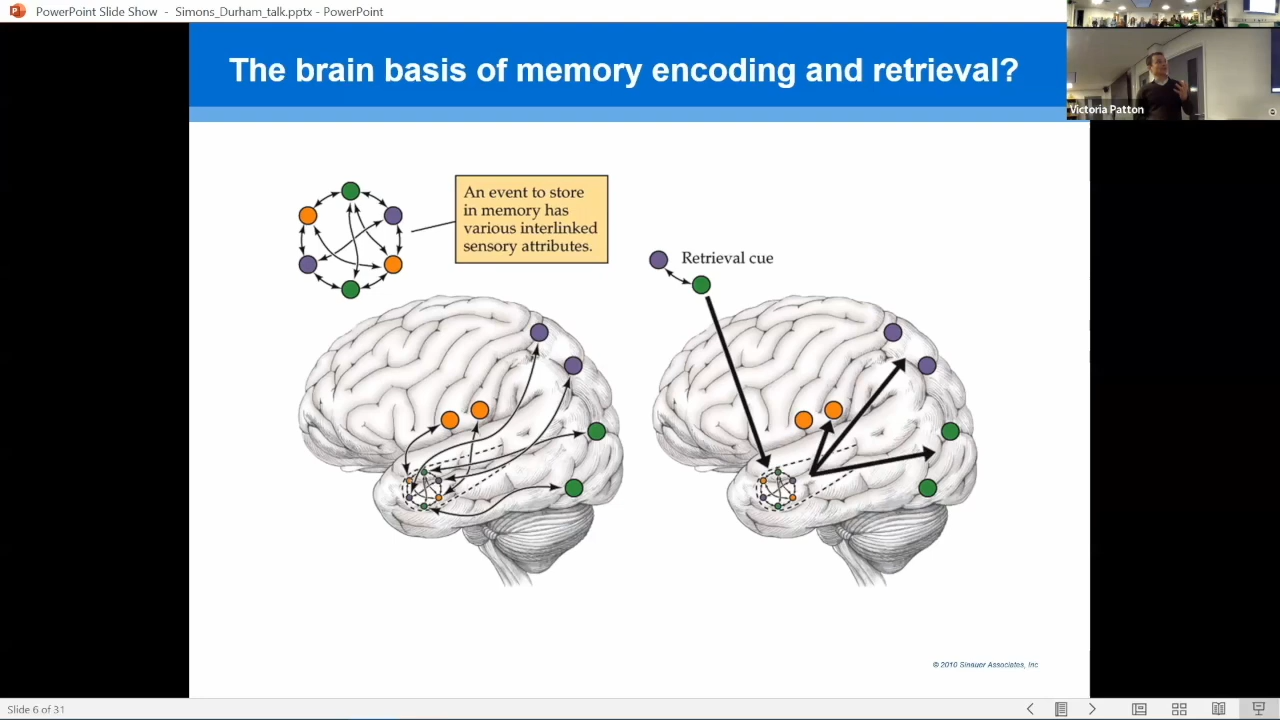 PowerPoint Slide Show - Simons_Durham_talk.pptx - PowerPoint
The brain basis of memory encoding and retrieval?
Victoria Patton
An event to store
in memory has
various interlinked
sensory attributes.
Retrieval cue
© 2010 Sinauer Associates, Inc
Slide 6 of 31